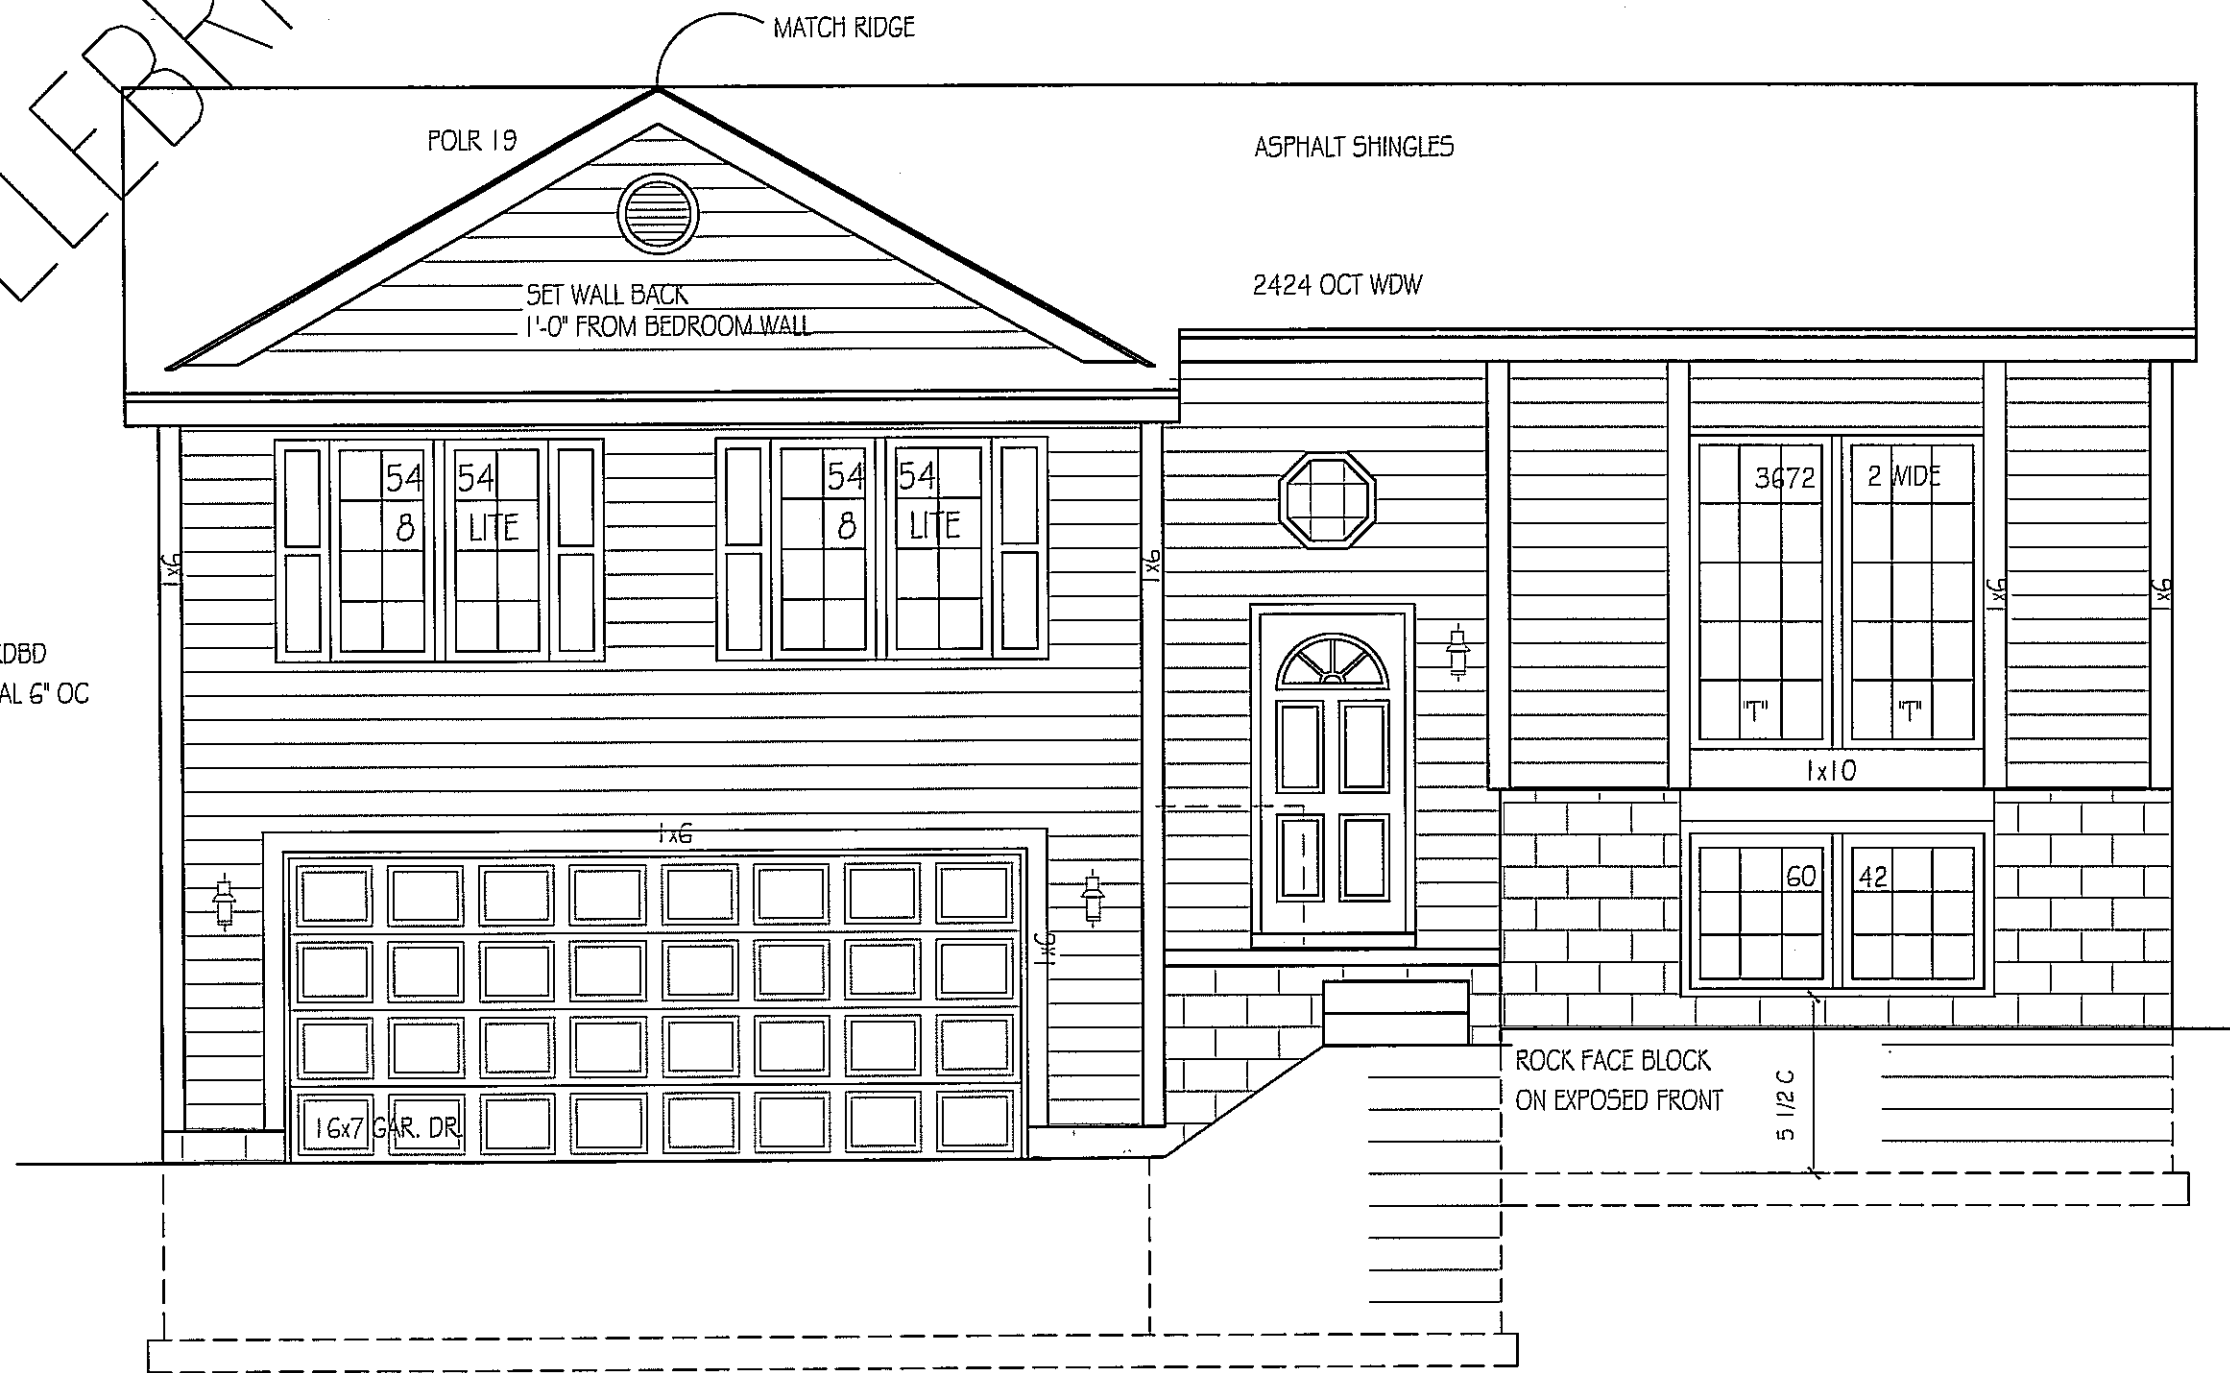 MATCH RIDGE
POLR 19
ASPHALT SHINGLES
2424 OCT WDW
SET WALL BACK
1'-0" FROM BEDROOM WALL
54 54
8 LITE
54 54
8 LITE
3672 2 WIDE
"T" "T"
1x6
1x6
1x6
1x6
AL 6" OC
1x10
1x6
1x6
60 42
16x7 GAR. DR.
ROCK FACE BLOCK
ON EXPOSED FRONT
5 1/2 C